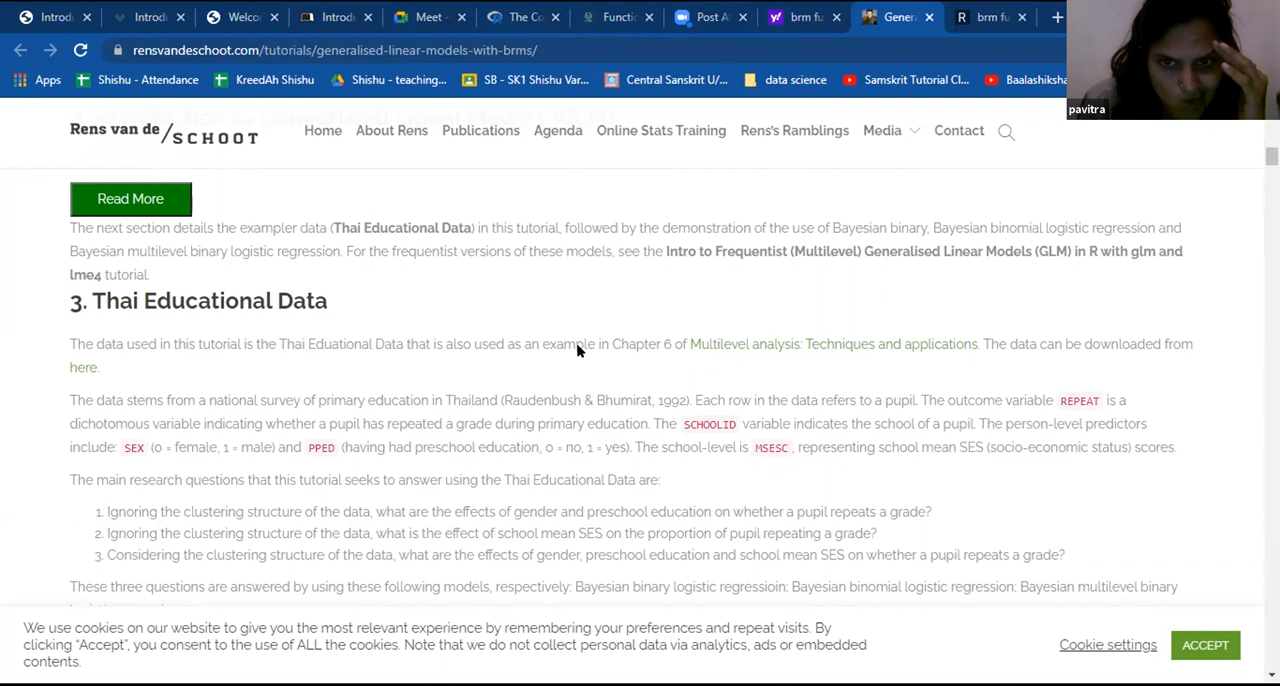 Introdu
Introdu
Welco
Introdu
Meet -
The Co
Functio
Post A
brm fu
Gener
brm fu
rensvandeschoot.com/tutorials/generalised-linear-models-with-brms/
Apps
Shishu - Attendance
KreedAh Shishu
Shishu - teaching...
SB - SK1 Shishu Var...
Central Sanskrit U/...
data science
Samskrit Tutorial Cl...
Baalashiksha
pavitra
Rens van de
SCHOOT
Home
About Rens
Publications
Agenda
Online Stats Training
Rens's Ramblings
Media
Contact
Read More
The next section details the exampler data (Thai Educational Data) in this tutorial, followed by the demonstration of the use of Bayesian binary, Bayesian binomial logistic regression and
Bayesian multilevel binary logistic regression. For the frequentist versions of these models, see the Intro to Frequentist (Multilevel) Generalised Linear Models (GLM) in R with glm and
lme4 tutorial.
3. Thai Educational Data
The data used in this tutorial is the Thai Eduational Data that is also used as an example in Chapter 6 of Multilevel analysis: Techniques and applications. The data can be downloaded from
here.
The data stems from a national survey of primary education in Thailand (Raudenbush & Bhumirat, 1992). Each row in the data refers to a pupil. The outcome variable REPEAT is a
dichotomous variable indicating whether a pupil has repeated a grade during primary education. The SCHOOLID variable indicates the school of a pupil. The person-level predictors
include: SEX (0 = female, 1 = male) and PPED (having had preschool education, 0 = no, 1 = yes). The school-level is MSESC, representing school mean SES (socio-economic status) scores.
The main research questions that this tutorial seeks to answer using the Thai Educational Data are:
1. Ignoring the clustering structure of the data, what are the effects of gender and preschool education on whether a pupil repeats a grade?
2. Ignoring the clustering structure of the data, what is the effect of school mean SES on the proportion of pupil repeating a grade?
3. Considering the clustering structure of the data, what are the effects of gender, preschool education and school mean SES on whether a pupil repeats a grade?
These three questions are answered by using these following models, respectively: Bayesian binary logistic regressioin; Bayesian binomial logistic regression; Bayesian multilevel binary
We use cookies on our website to give you the most relevant experience by remembering your preferences and repeat visits. By
clicking “Accept”, you consent to the use of ALL the cookies. Note that we do not collect personal data via analytics, ads or embedded
contents.
Cookie settings
ACCEPT